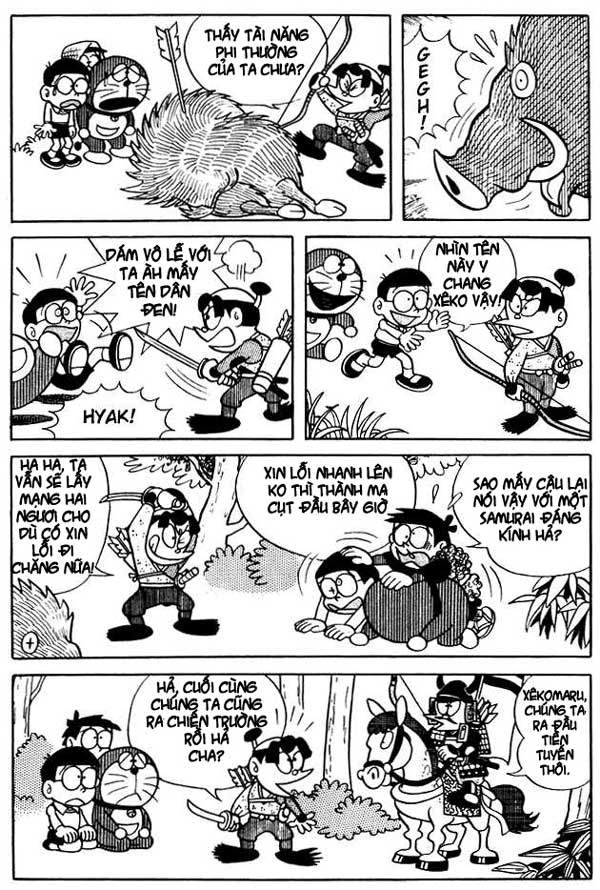 THẤY TÀI NĂNG
PHI THƯỜNG
CỦA TA CHƯA?
GEGH!
DÁM VÔ LỄ VỚI
TA ÀH MẤY
TÊN DÂN
ĐEN!
HYAK!
NHÌN TÊN
NÀY Y
CHANG
XÊKO VẬY!
HA HA, TA
VẪN SẼ LẤY
MẠNG HAI
NGƯƠI CHO
DÙ CÓ XIN
LỖI ĐI
CHĂNG NỮA!
XIN LỖI NHANH LÊN
KO THÌ THÀNH MA
CỤT ĐẦU BÂY GIỜ
SAO MẤY CẬU LẠI
NÓI VẬY VỚI MỘT
SAMURAI ĐÁNG
KÍNH HẢ?
HẢ, CUỐI CÙNG
CHÚNG TA CŨNG
RA CHIẾN TRƯỜNG
RỒI HẢ
CHA?
XÊKOMARU,
CHÚNG TA
RA ĐẦU
TIỀN
TUYẾN
THÔI.